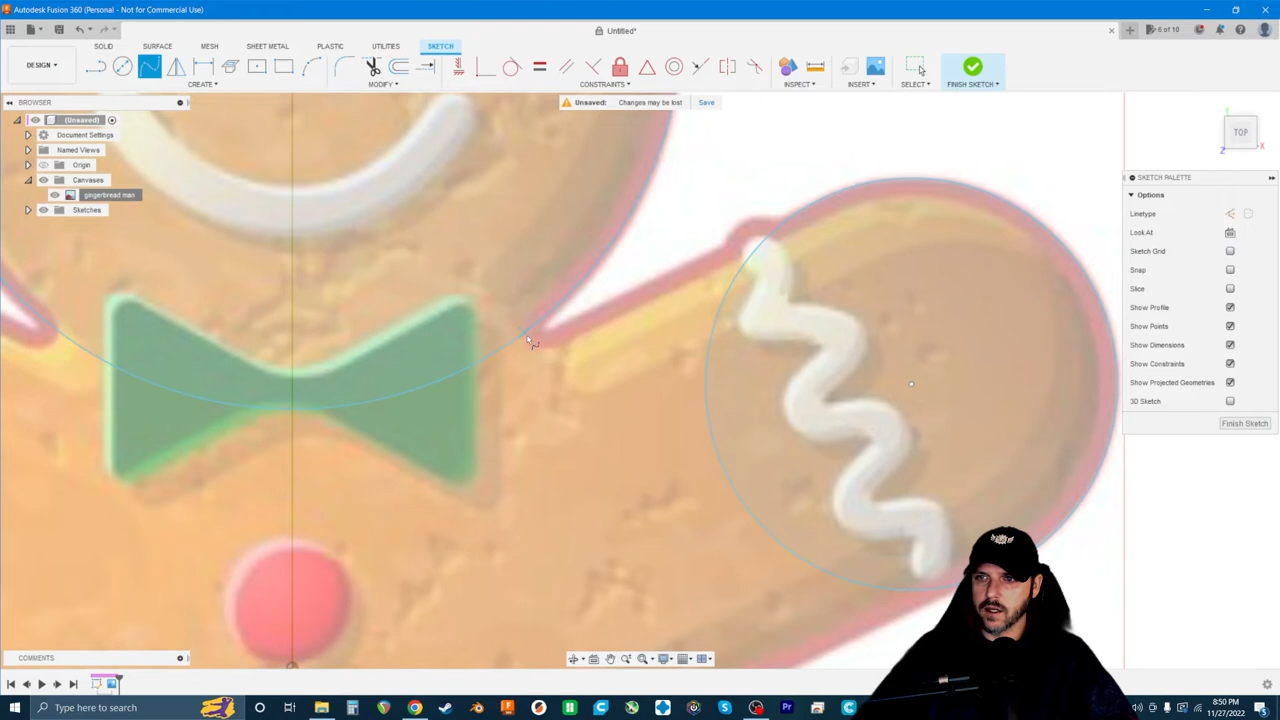 Autodesk Fusion 360 (Personal - Not for Commercial Use)
Untitled*
6 of 10
SOLID SURFACE MESH SHEET METAL PLASTIC UTILITIES SKETCH
DESIGN
CREATE MODIFY CONSTRAINTS INSPECT INSERT SELECT FINISH SKETCH
BROWSER
Unsaved: Changes may be lost Save
(Unsaved)
Document Settings
Named Views
Origin
Canvases
gingerbread man
Sketches
TOP
Y
X
Z
SKETCH PALETTE
Options
Linetype
Look At
Sketch Grid
Snap
Slice
Show Profile
Show Points
Show Dimensions
Show Constraints
Show Projected Geometries
3D Sketch
Finish Sketch
COMMENTS
Type here to search
8:50 PM
11/27/2022